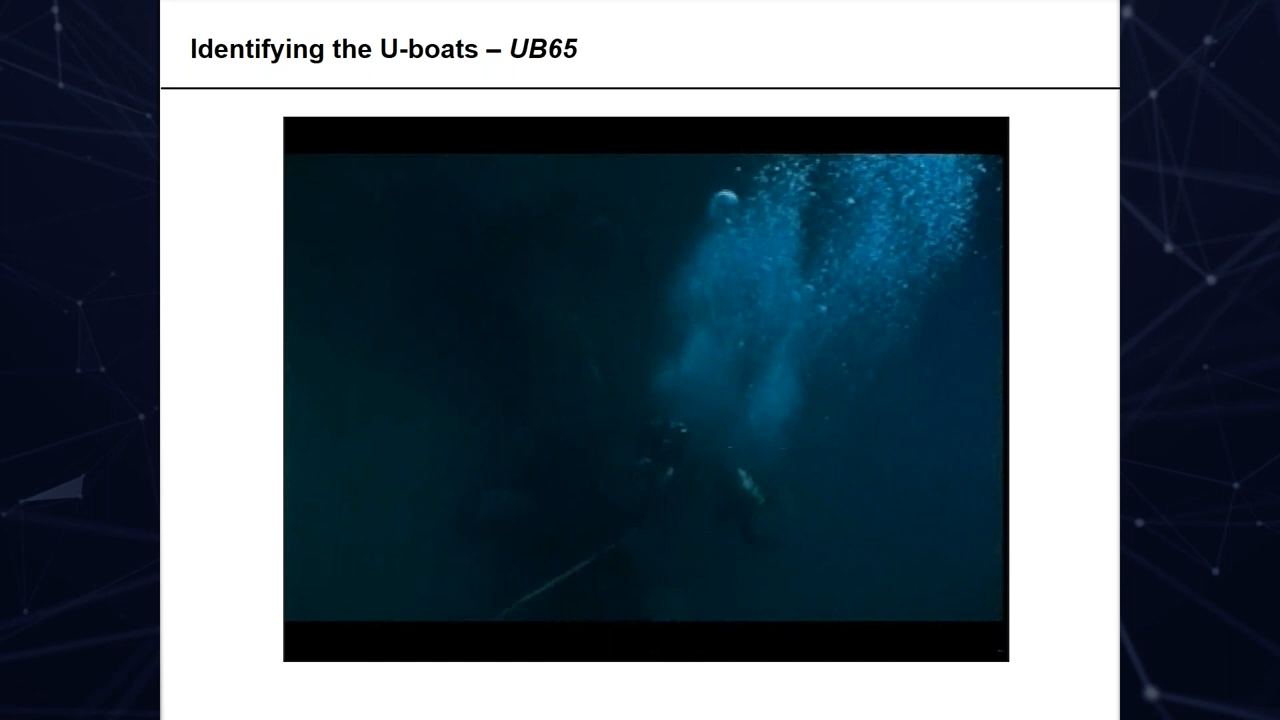 Identifying the U-boats – UB65